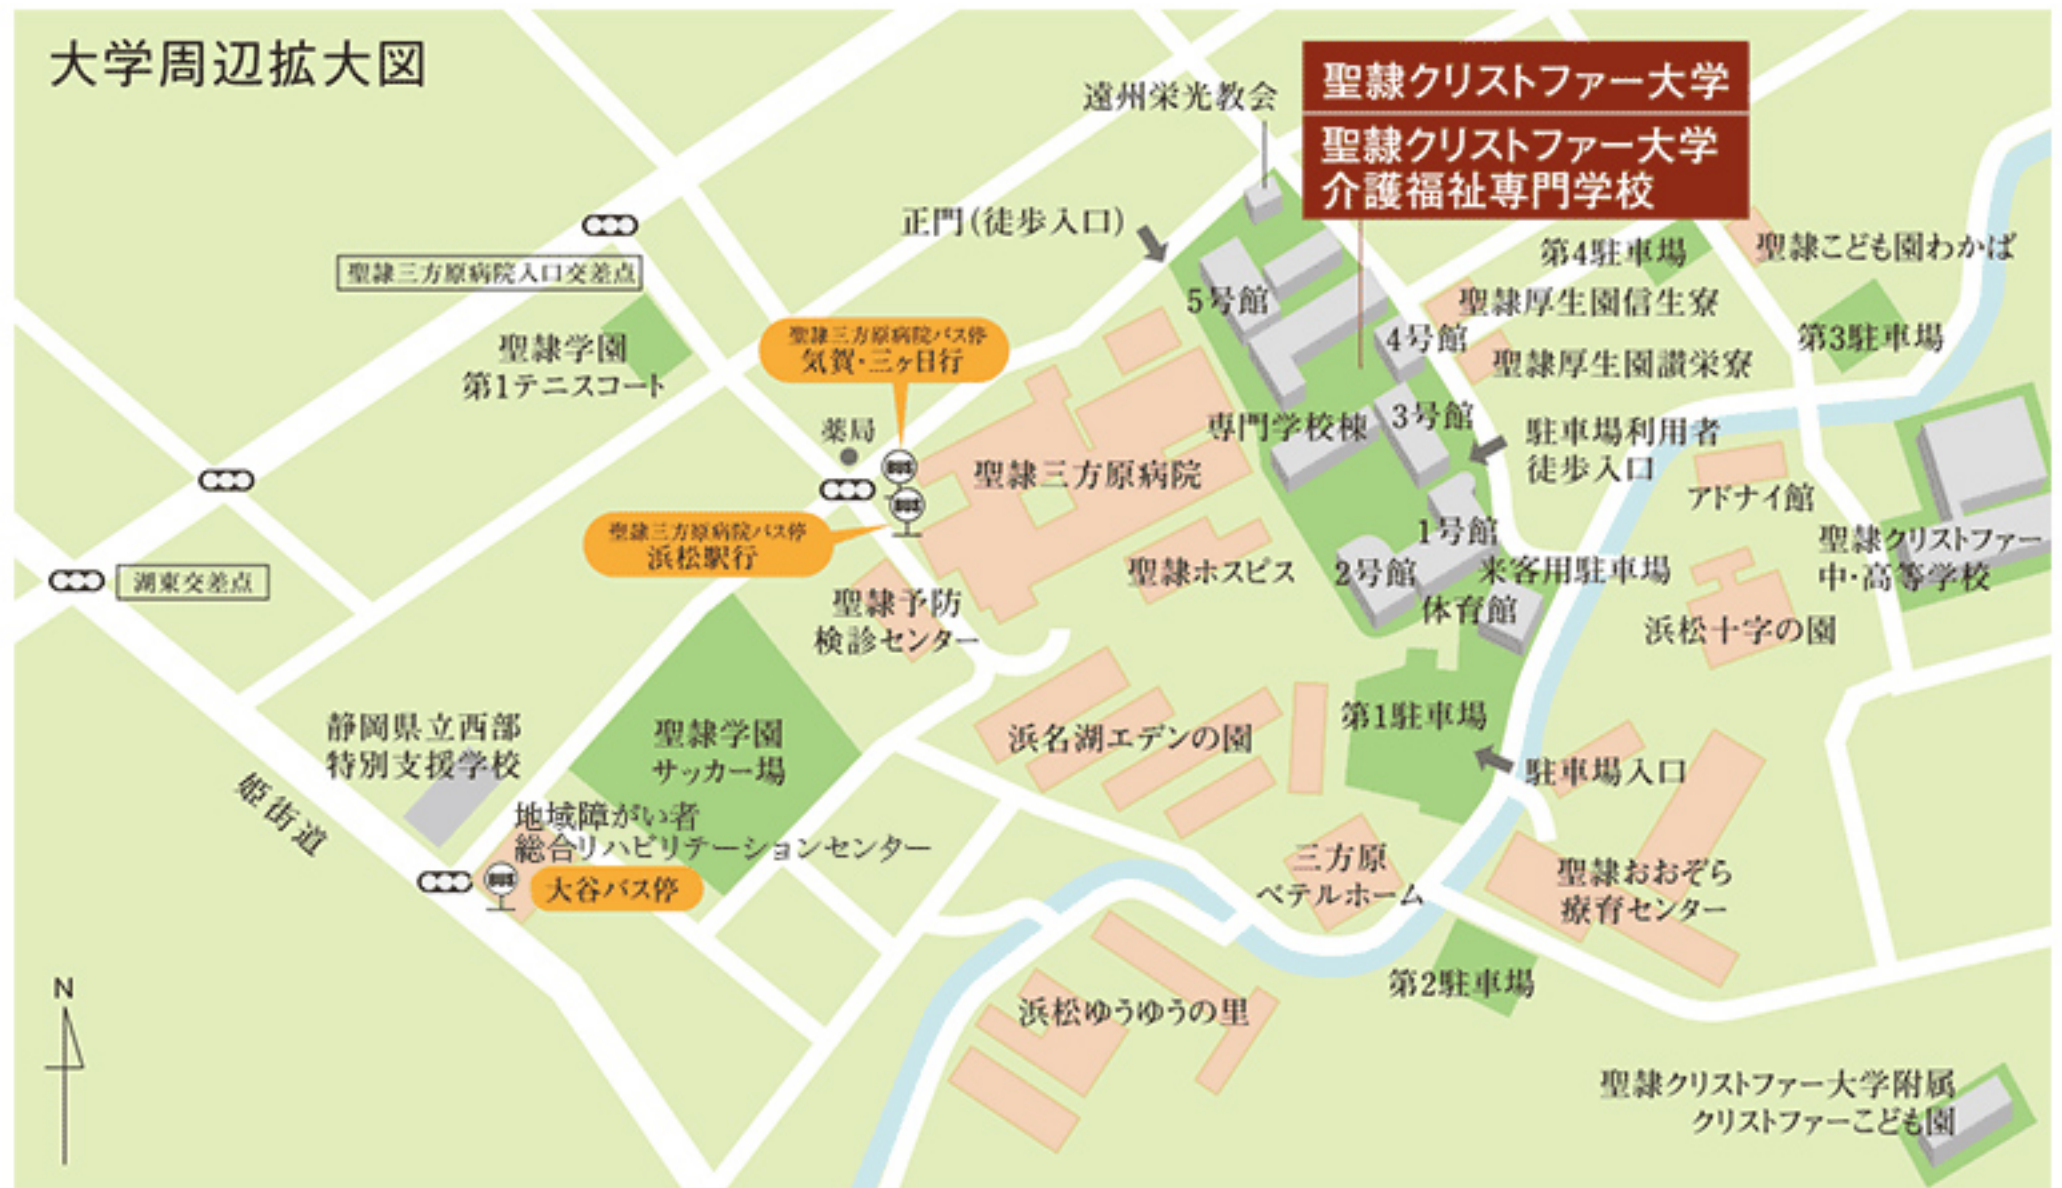 大学周辺拡大図
遠州栄光教会
聖隷クリストファー大学
聖隷クリストファー大学
介護福祉専門学校
正門(徒歩入口)
聖隷三方原病院入口交差点
聖隷学園
第1テニスコート
聖隷三方原病院バス停
気賀・三ヶ日行
薬局
BUS
BUS
聖隷三方原病院バス停
浜松駅行
湖東交差点
5号館
4号館
専門学校棟
3号館
聖隷三方原病院
聖隷ホスピス
1号館
2号館
来客用駐車場
体育館
第4駐車場
聖隷こども園わかば
聖隷厚生園信生寮
第3駐車場
聖隷厚生園讃栄寮
駐車場利用者
徒歩入口
アドナイ館
聖隷クリストファー
中・高等学校
浜松十字の園
聖隷予防
検診センター
静岡県立西部
特別支援学校
姫街道
聖隷学園
サッカー場
地域障がい者
総合リハビリテーションセンター
BUS
大谷バス停
浜名湖エデンの園
第1駐車場
駐車場入口
三方原
ベテルホーム
聖隷おおぞら
療育センター
第2駐車場
浜松ゆうゆうの里
N
聖隷クリストファー大学附属
クリストファーこども園